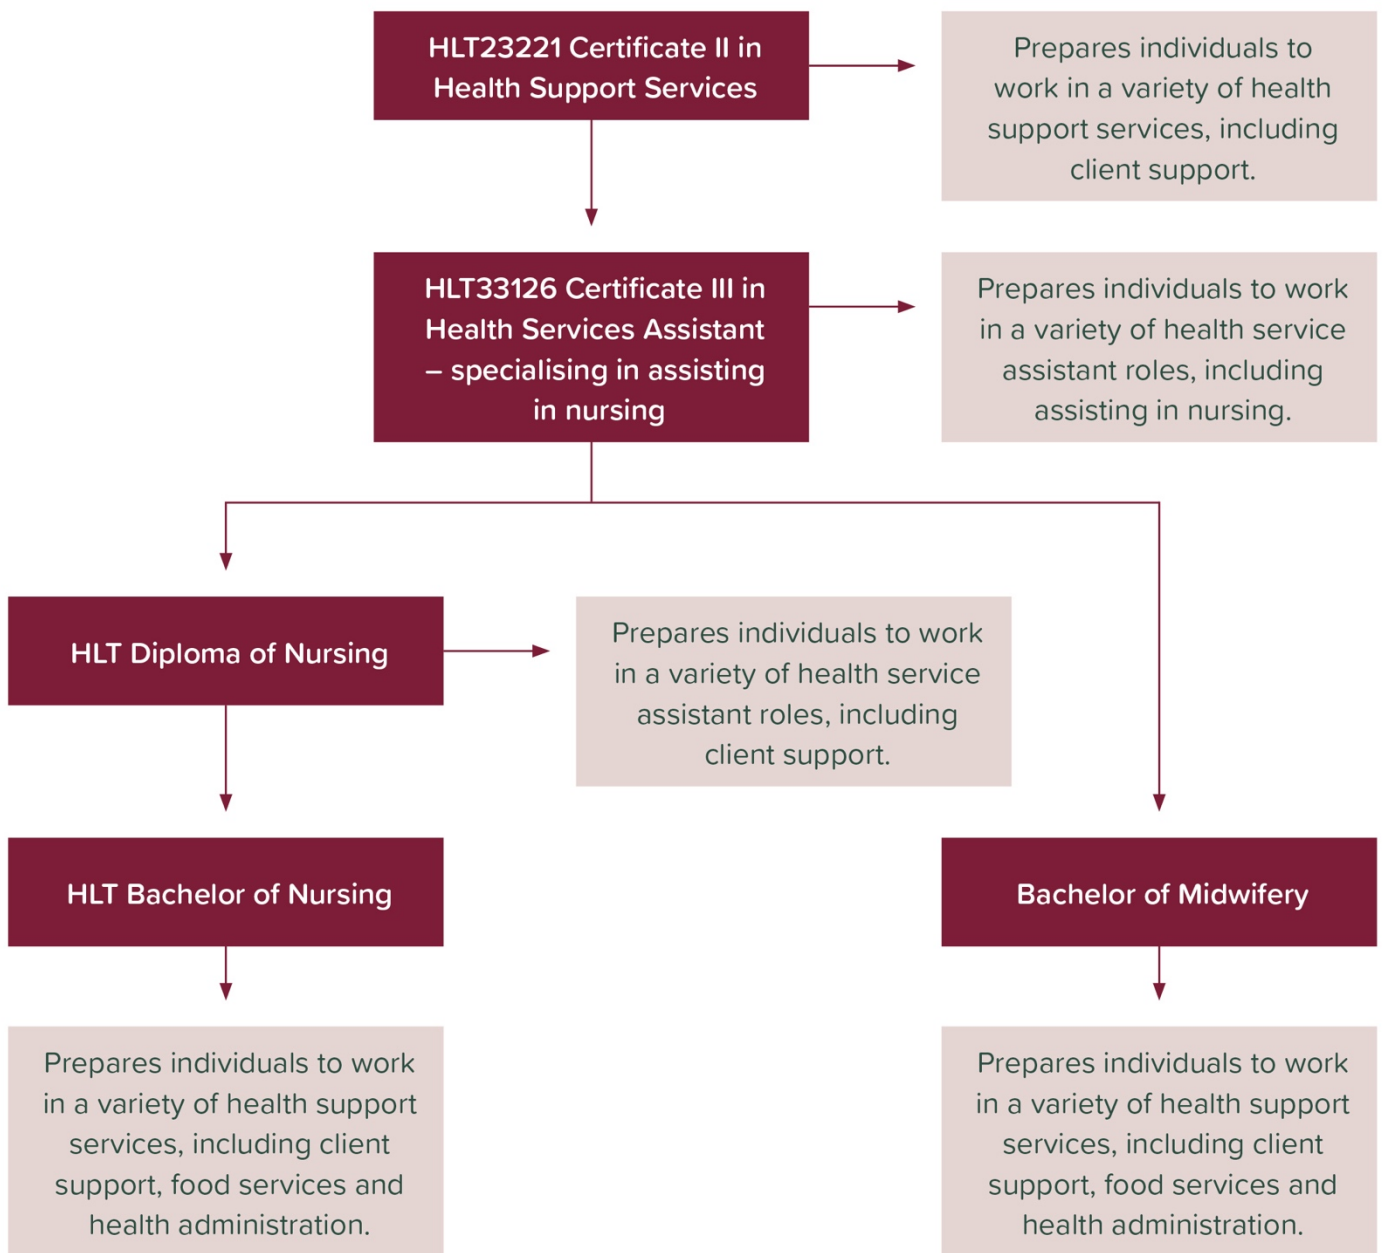 HLT23221 Certificate II in
Health Support Services
Prepares individuals to
work in a variety of health
support services, including
client support.
HLT33126 Certificate III in
Health Services Assistant
– specialising in assisting
in nursing
Prepares individuals to work
in a variety of health service
assistant roles, including
assisting in nursing.
HLT Diploma of Nursing
Prepares individuals to work
in a variety of health service
assistant roles, including
client support.
HLT Bachelor of Nursing
Bachelor of Midwifery
Prepares individuals to work
in a variety of health support
services, including client
support, food services and
health administration.
Prepares individuals to work
in a variety of health support
services, including client
support, food services and
health administration.